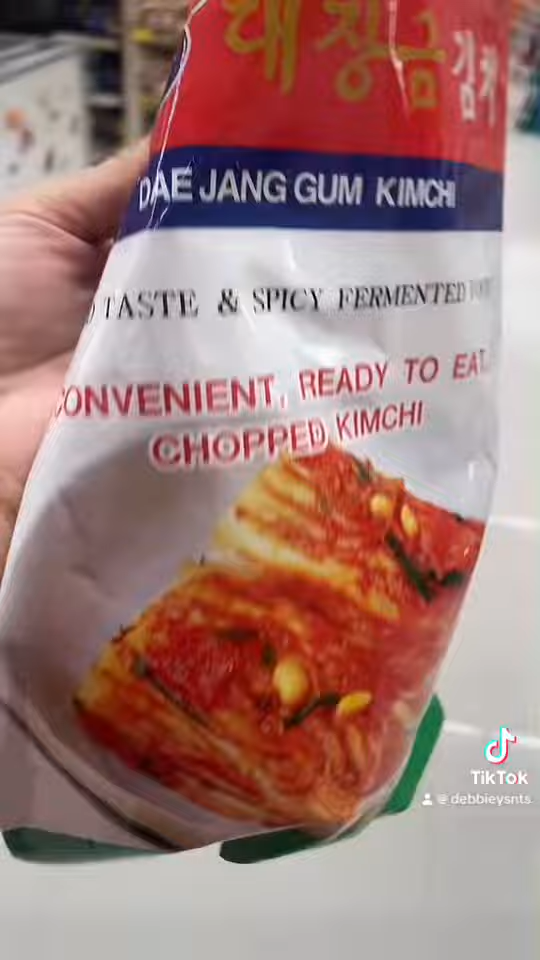 대장금 김치
DAE JANG GUM KIMCHI
TASTE & SPICY FERMENTED
CONVENIENT, READY TO EAT
CHOPPED KIMCHI
TikTok
@debbieysnts